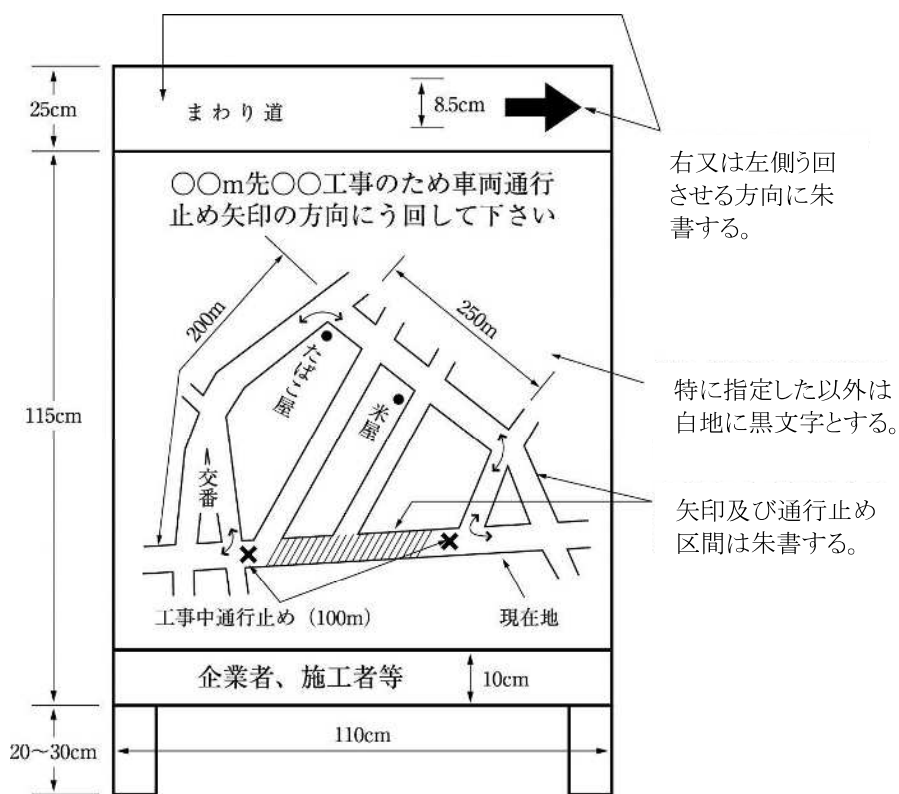 25cm
まわり道
8.5cm
右又は左側う回
させる方向に朱
書する。
〇〇m先〇〇工事のため車両通行
止め矢印の方向にう回して下さい
200m
250m
たばこ屋
米屋
特に指定した以外は
白地に黒文字とする。
115cm
交番
矢印及び通行止め
区間は朱書する。
工事中通行止め（100m）
現在地
企業者、施工者等
10cm
20～30cm
110cm